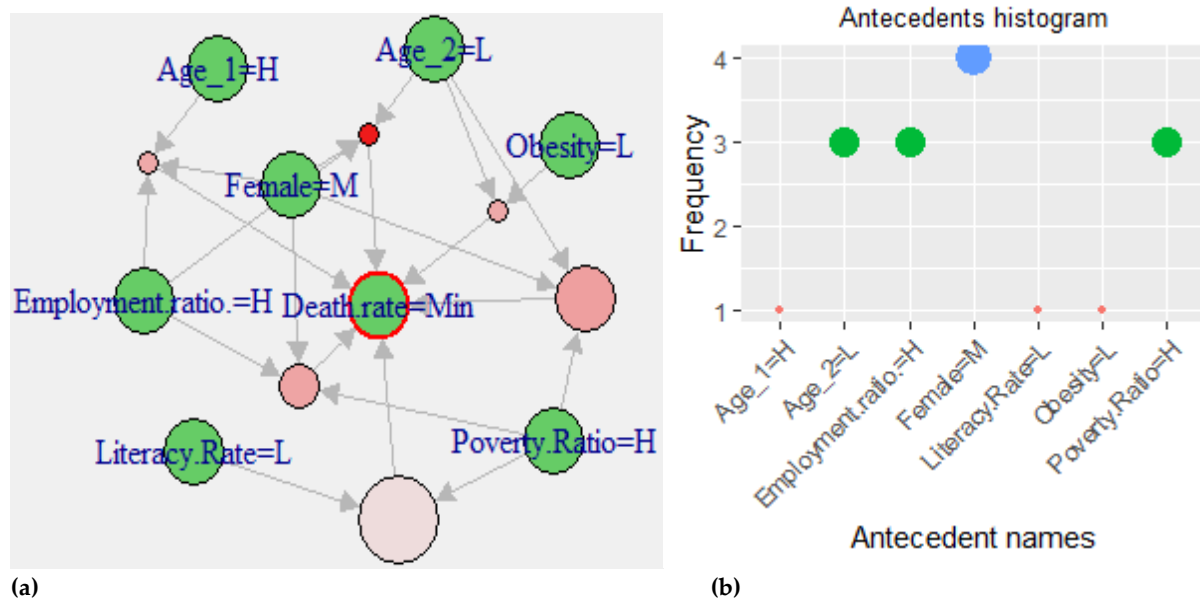 Age_1=H
Age_2=L
Obesity=L
Female=M
Employment.ratio.=H
Death.rate=Min
Literacy.Rate=L
Poverty.Ratio=H
(a)
Antecedents histogram
Frequency
4
3
2
1
Age_1=H
Age_2=L
Employment.ratio.=H
Female=M
Literacy.Rate=L
Obesity=L
Poverty.Ratio=H
Antecedent names
(b)